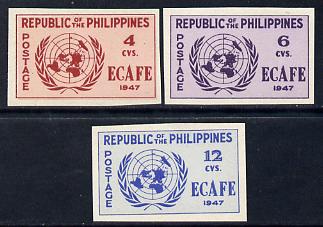 REPUBLIC OF THE PHILIPPINES
POSTAGE
4
CVS.
ECAFE
1947
REPUBLIC OF THE PHILIPPINES
POSTAGE
6
CVS.
ECAFE
1947
REPUBLIC OF THE PHILIPPINES
POSTAGE
12
CVS.
ECAFE
1947